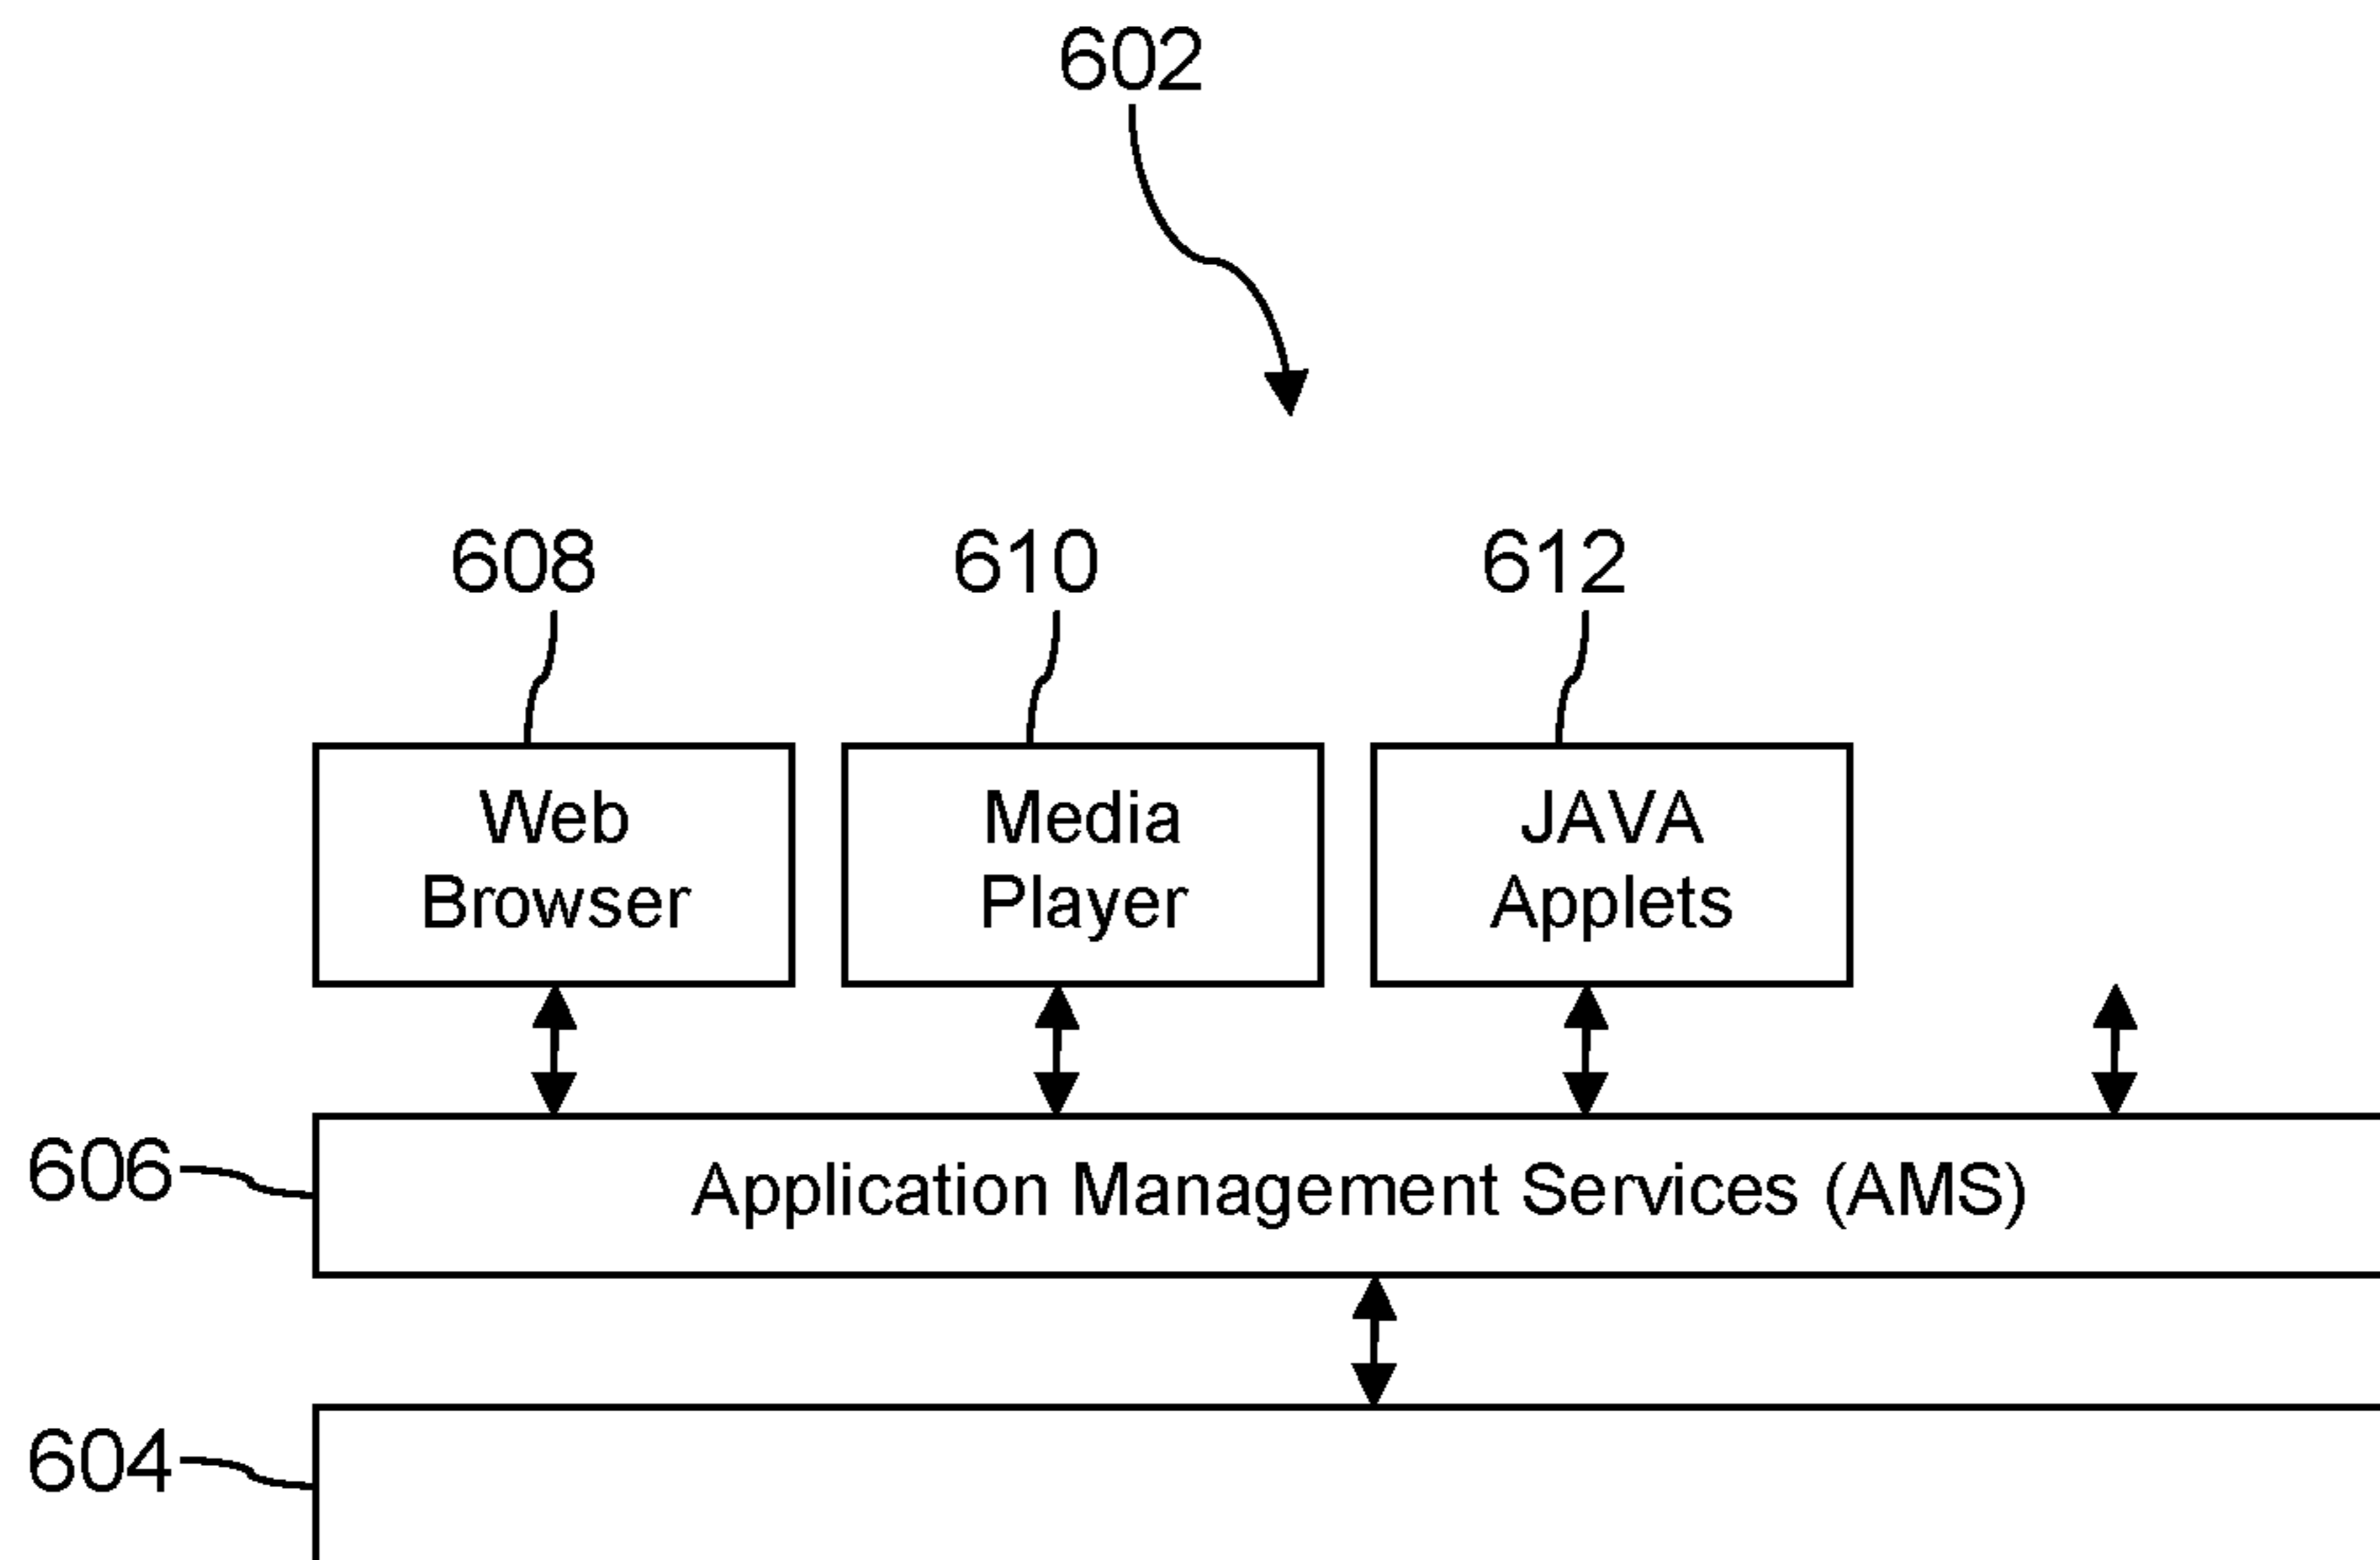 602
608
610
612
Web
Browser
Media
Player
JAVA
Applets
606
Application Management Services (AMS)
604